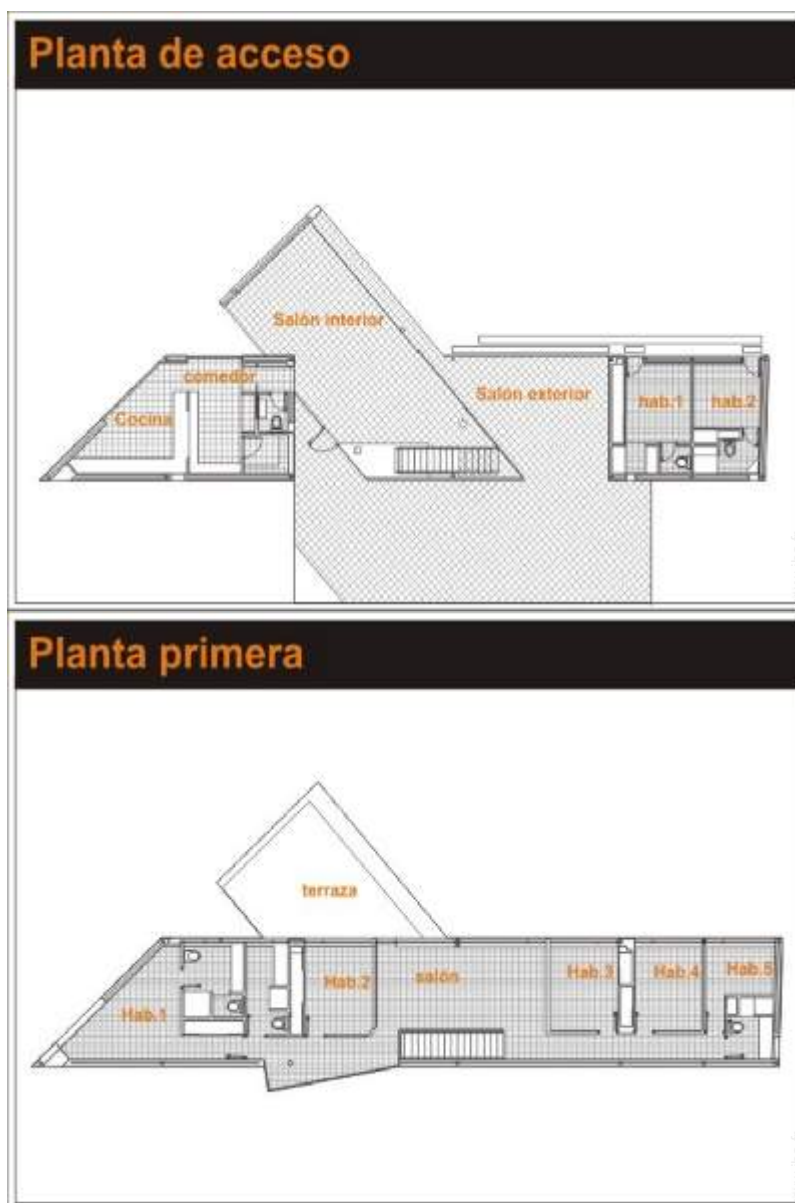 Planta de acceso
Salón interior
comedor
Salón exterior
hab.1
hab.2
Cocina
Planta primera
terraza
Hab.1
Hab.2
salón
Hab.3
Hab.4
Hab.5